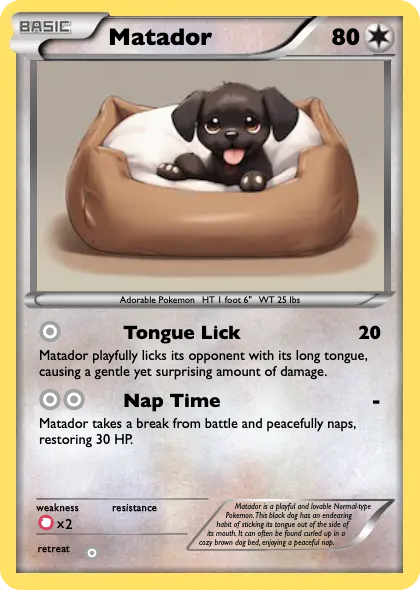 BASIC
Matador 80
Adorable Pokemon HT 1 foot 6" WT 25 lbs
Tongue Lick 20
Matador playfully licks its opponent with its long tongue,
causing a gentle yet surprising amount of damage.
Nap Time -
Matador takes a break from battle and peacefully naps,
restoring 30 HP.
weakness resistance
x2
retreat
Matador is a playful and lovable Normal-type
Pokemon. This black dog has an endearing
habit of sticking its tongue out of the side of
its mouth. It can often be found curled up in a
cozy brown dog bed, enjoying a peaceful nap.